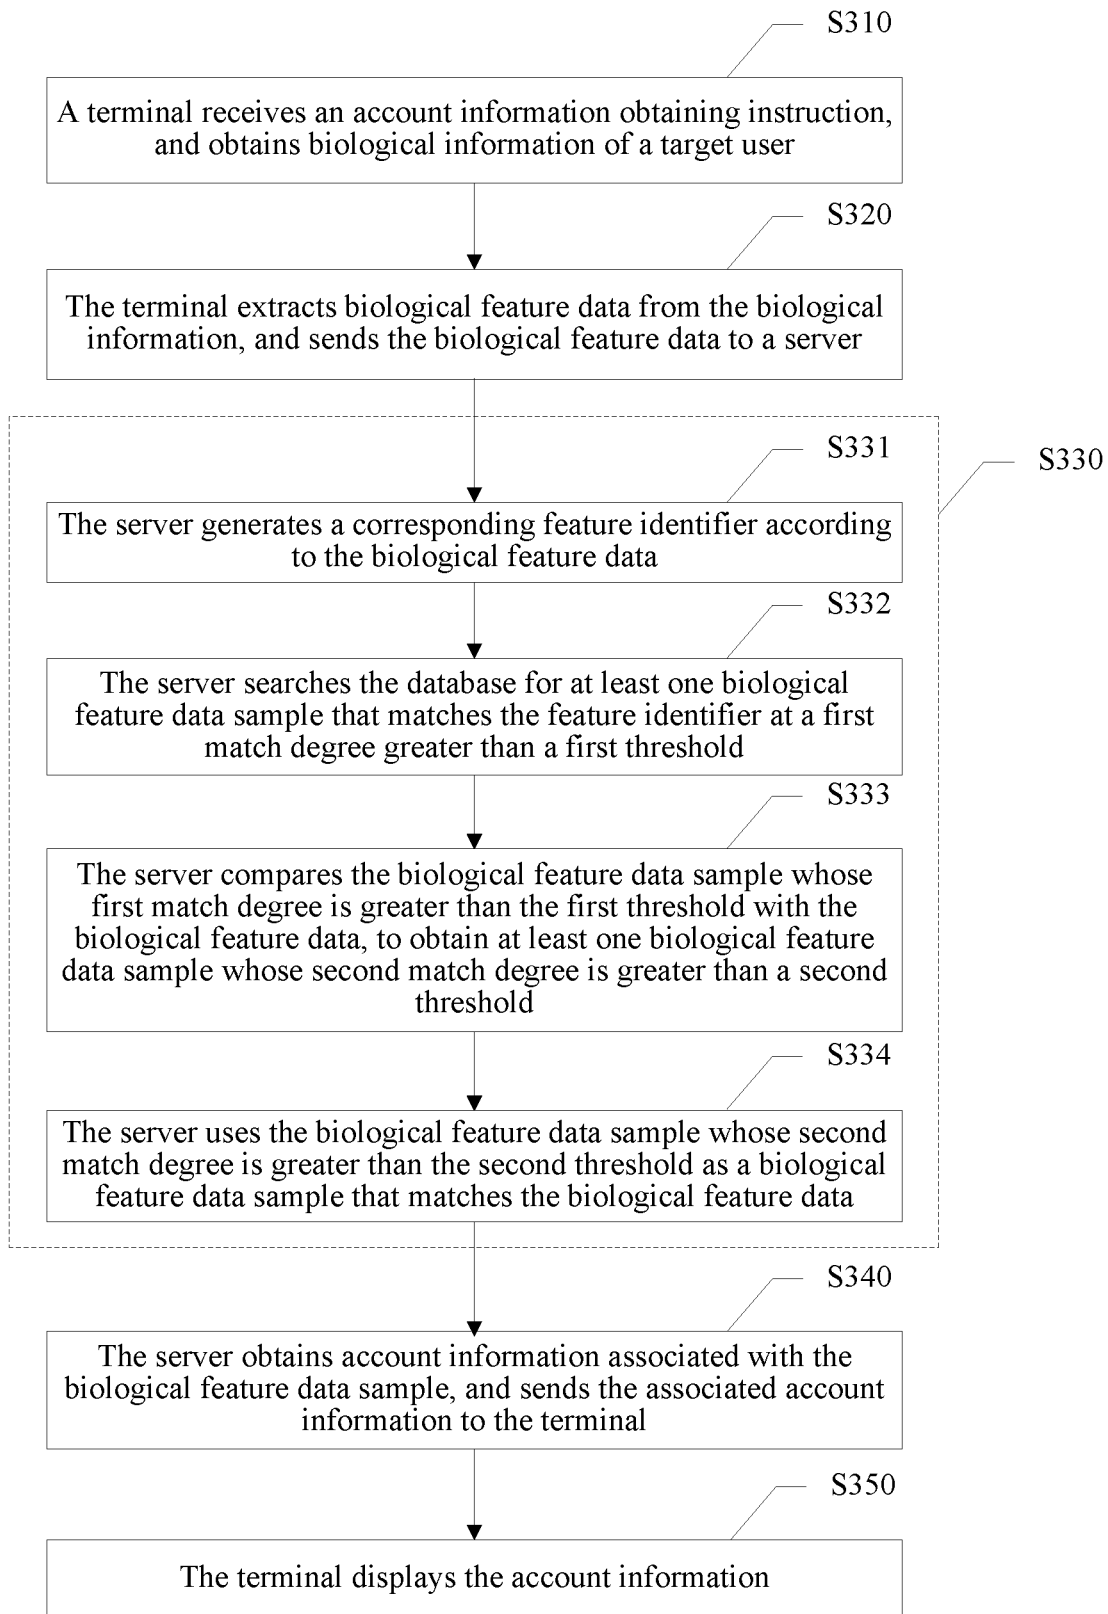 S310
A terminal receives an account information obtaining instruction,
and obtains biological information of a target user
S320
The terminal extracts biological feature data from the biological
information, and sends the biological feature data to a server
S330
S331
The server generates a corresponding feature identifier according
to the biological feature data
S332
The server searches the database for at least one biological
feature data sample that matches the feature identifier at a first
match degree greater than a first threshold
S333
The server compares the biological feature data sample whose
first match degree is greater than the first threshold with the
biological feature data, to obtain at least one biological feature
data sample whose second match degree is greater than a second
threshold
S334
The server uses the biological feature data sample whose second
match degree is greater than the second threshold as a biological
feature data sample that matches the biological feature data
S340
The server obtains account information associated with the
biological feature data sample, and sends the associated account
information to the terminal
S350
The terminal displays the account information